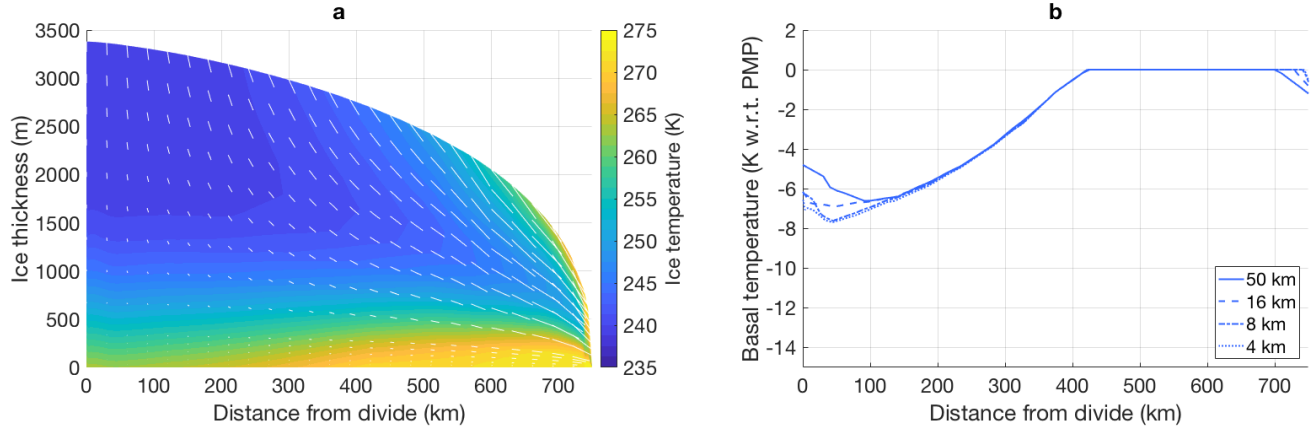 a
3500
3000
2500
2000
1500
1000
500
0
Ice thickness (m)
0 100 200 300 400 500 600 700
Distance from divide (km)
275
270
265
260
255
250
245
240
235
Ice temperature (K)
b
2
0
-2
-4
-6
-8
-10
-12
-14
Basal temperature (K w.r.t. PMP)
50 km
16 km
8 km
4 km
0 100 200 300 400 500 600 700
Distance from divide (km)